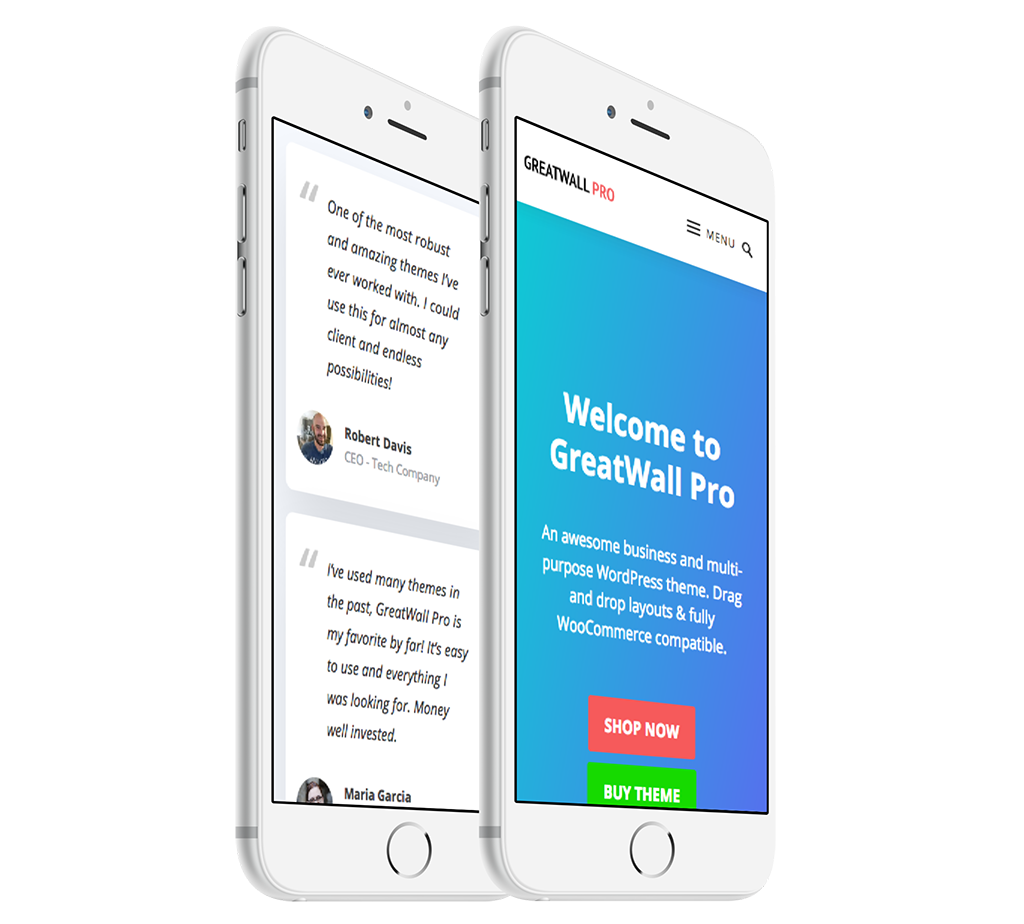 "
One of the most robust
and amazing themes I've
ever worked with. I could
use this for almost any
client and endless
possibilities!
Robert Davis
CEO - Tech Company
"
I've used many themes in
the past, GreatWall Pro is
my favorite by far! It's easy
to use and everything I
was looking for. Money
well invested.
Maria Garcia
GREATWALL PRO
MENU
Welcome to
GreatWall Pro
An awesome business and multi-
purpose WordPress theme. Drag
and drop layouts & fully
WooCommerce compatible.
SHOP NOW
BUY THEME